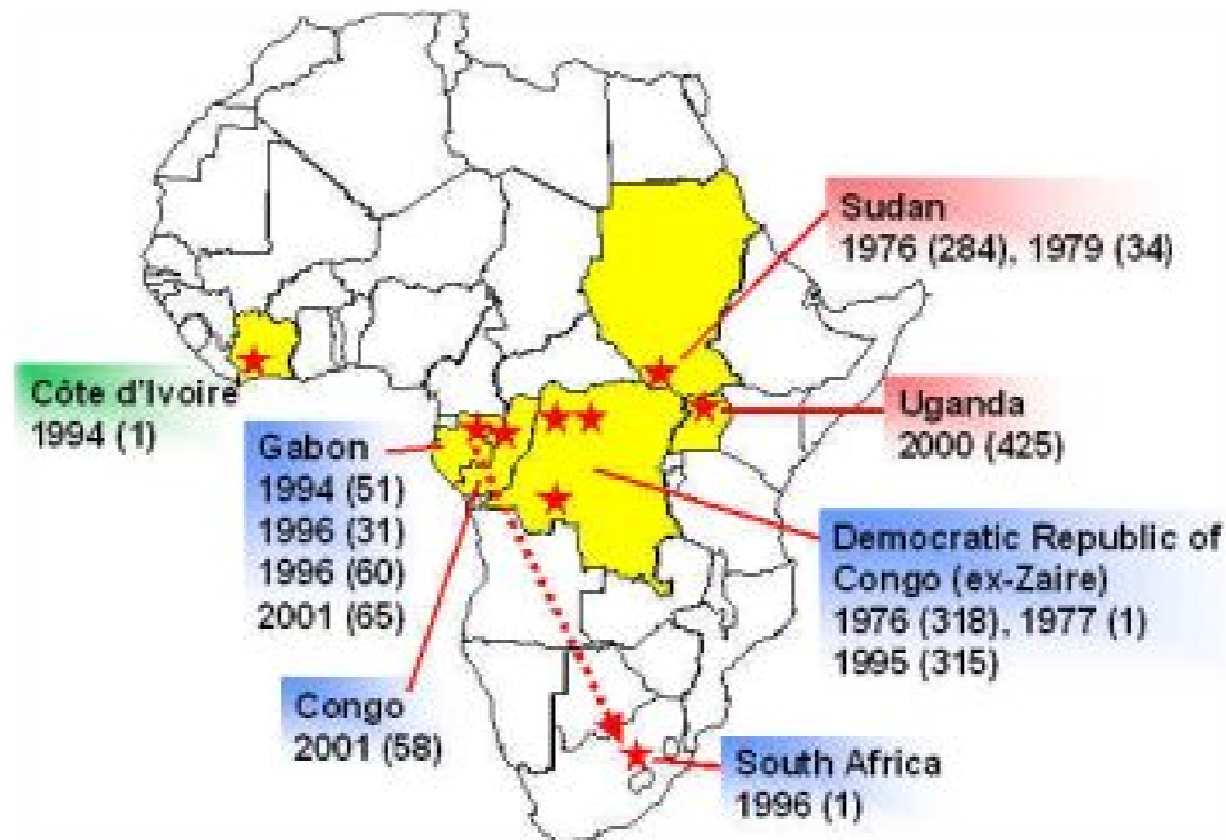 Sudan
1976 (284), 1979 (34)
Côte d'Ivoire
1994 (1)
Uganda
2000 (425)
Gabon
1994 (51)
1996 (31)
1996 (60)
2001 (65)
Democratic Republic of
Congo (ex-Zaire)
1976 (318), 1977 (1)
1995 (315)
Congo
2001 (58)
South Africa
1996 (1)